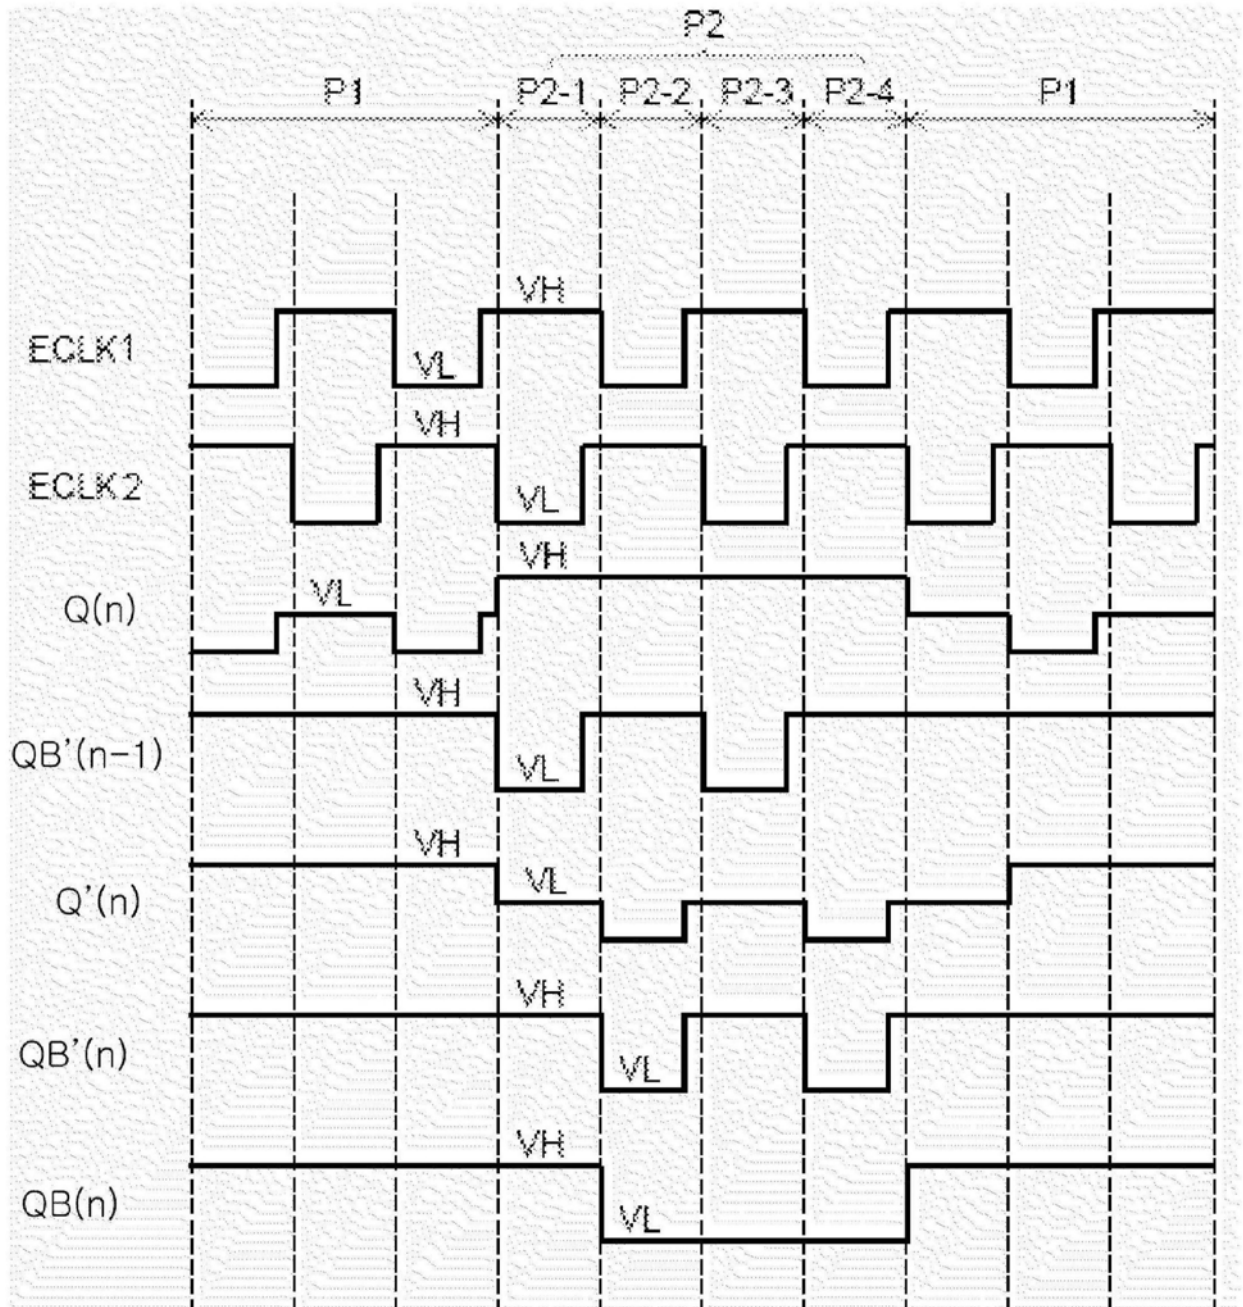 P2
P1 P2-1 P2-2 P2-3 P2-4 P1
VH
ECLK1
VL
VH
ECLK2
VL
VH
VL
Q(n)
VH
QB'(n-1)
VL
VH
VL
Q'(n)
VH
QB'(n)
VL
VH
QB(n)
VL